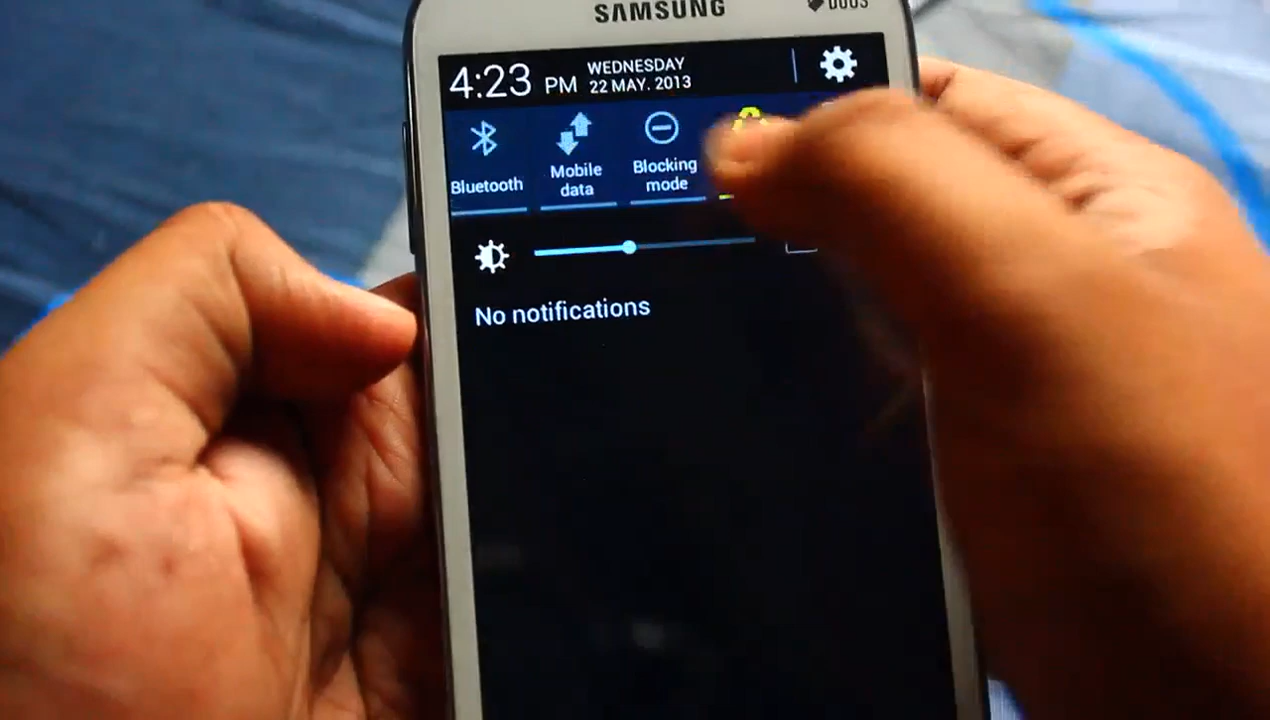 SAMSUNG
DUOS
4:23 PM
WEDNESDAY
22 MAY. 2013
Bluetooth
Mobile
data
Blocking
mode
No notifications